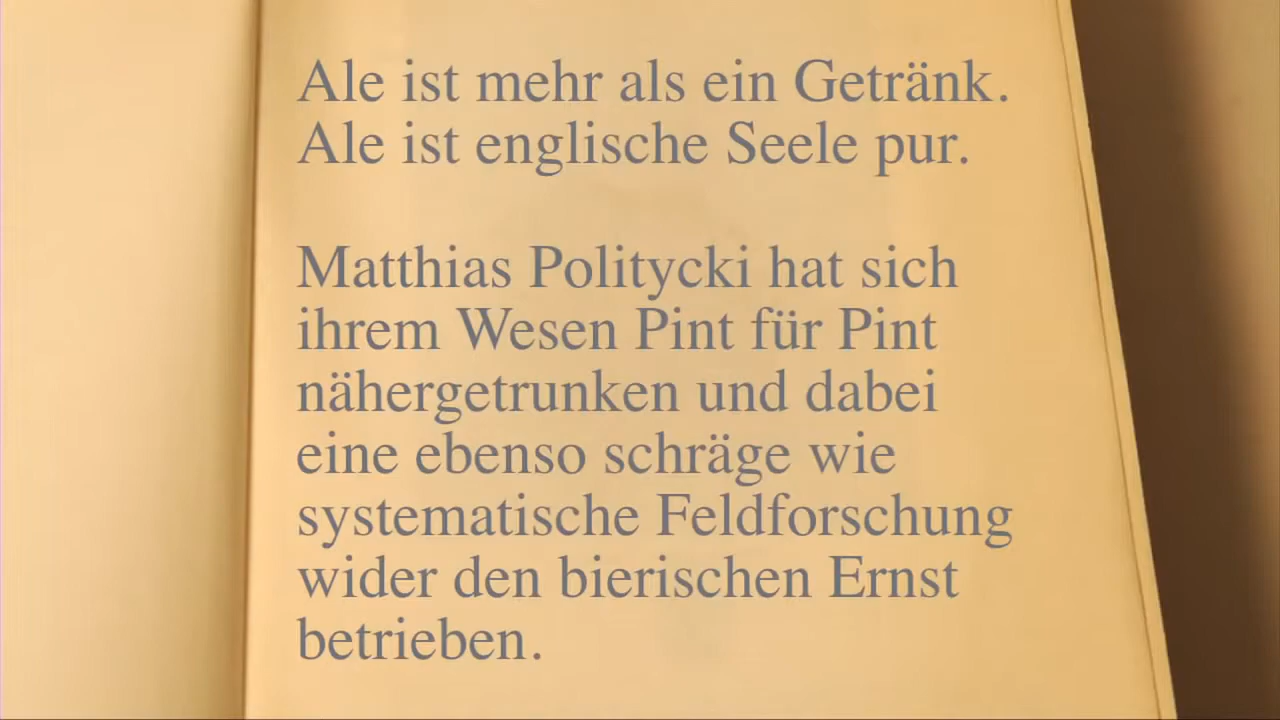 Ale ist mehr als ein Getränk.
Ale ist englische Seele pur.
Matthias Politycki hat sich
ihrem Wesen Pint für Pint
nähergetrunken und dabei
eine ebenso schräge wie
systematische Feldforschung
wider den bierischen Ernst
betrieben.